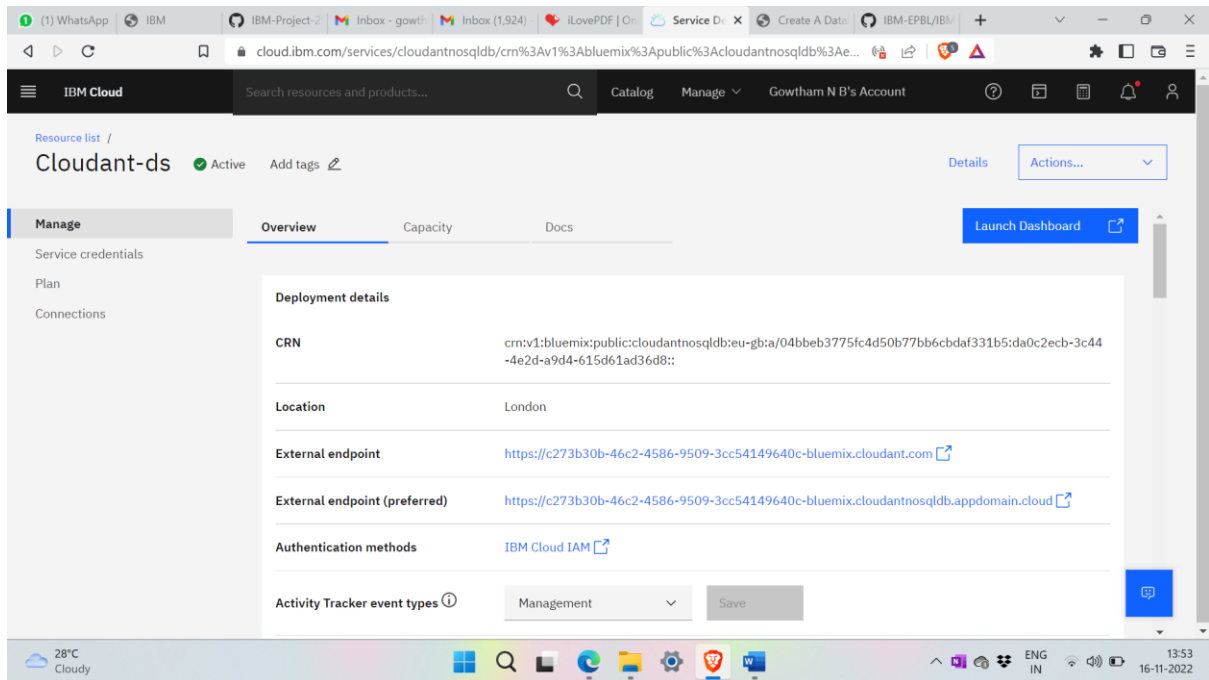 1 (1) WhatsApp
IBM
IBM-Project-2
Inbox - gowth
Inbox (1,924)
iLovePDF | On
Service De
Create A Data
IBM-EPBL/IBM
cloud.ibm.com/services/cloudantnosqldb/crn%3Av1%3Abluemix%3Apublic%3Acloudantnosqldb%3Ae...
5
IBM Cloud
Search resources and products...
Catalog
Manage
Gowtham N B's Account
Resource list /
Cloudant-ds
Active
Add tags
Details
Actions...
Manage
Service credentials
Plan
Connections
Overview
Capacity
Docs
Launch Dashboard
Deployment details
CRN
crn:v1:bluemix:public:cloudantnosqldb:eu-gb:a/04bbeb3775fc4d50b77bb6cbdaf331b5:da0c2ecb-3c44
-4e2d-a9d4-615d61ad36d8::
Location
London
External endpoint
https://c273b30b-46c2-4586-9509-3cc54149640c-bluemix.cloudant.com
External endpoint (preferred)
https://c273b30b-46c2-4586-9509-3cc54149640c-bluemix.cloudantnosqldb.appdomain.cloud
Authentication methods
IBM Cloud IAM
Activity Tracker event types
Management
Save
28°C
Cloudy
ENG
IN
13:53
16-11-2022